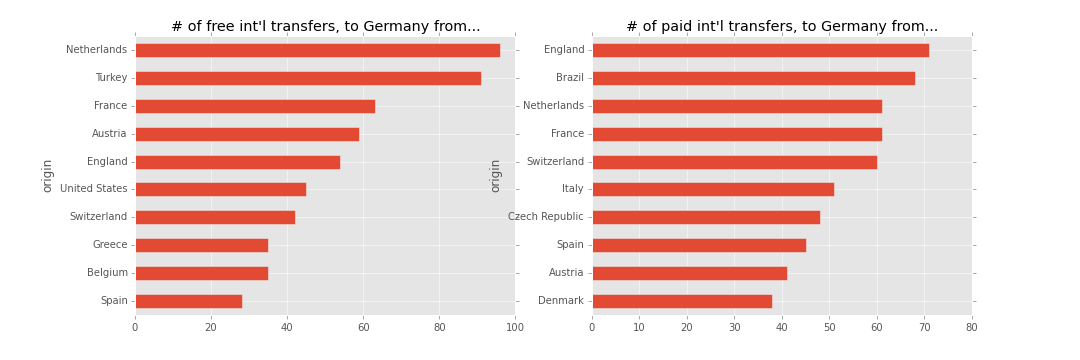 # of free int'l transfers, to Germany from...
origin
Netherlands
Turkey
France
Austria
England
United States
Switzerland
Greece
Belgium
Spain
0 20 40 60 80 100
# of paid int'l transfers, to Germany from...
origin
England
Brazil
Netherlands
France
Switzerland
Italy
Czech Republic
Spain
Austria
Denmark
0 10 20 30 40 50 60 70 80